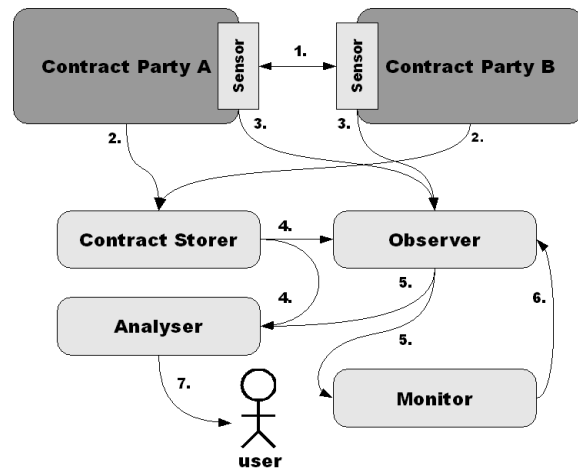 1.
Contract Party A
Sensor
Sensor
Contract Party B
2.
3.
3.
2.
Contract Storer
4.
Observer
4.
5.
6.
Analyser
5.
7.
Monitor
user